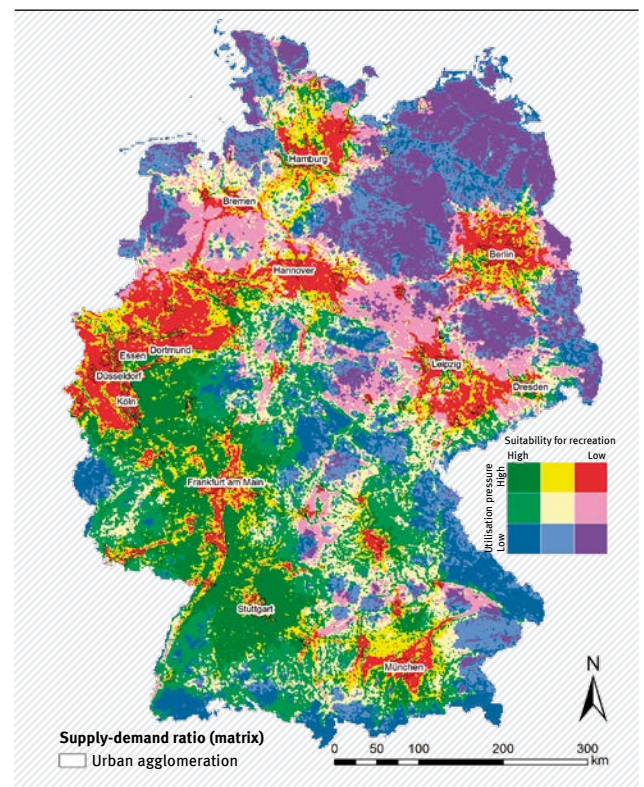 Hamburg
Bremen
Berlin
Hannover
Essen Dortmund
Düsseldorf
Leipzig
Dresden
Köln
Suitability for recreation
High Low
Utilisation pressure
High
Low
Frankfurt am Main
Stuttgart
München
N
Supply-demand ratio (matrix)
Urban agglomeration
0 50 100 200 300
km